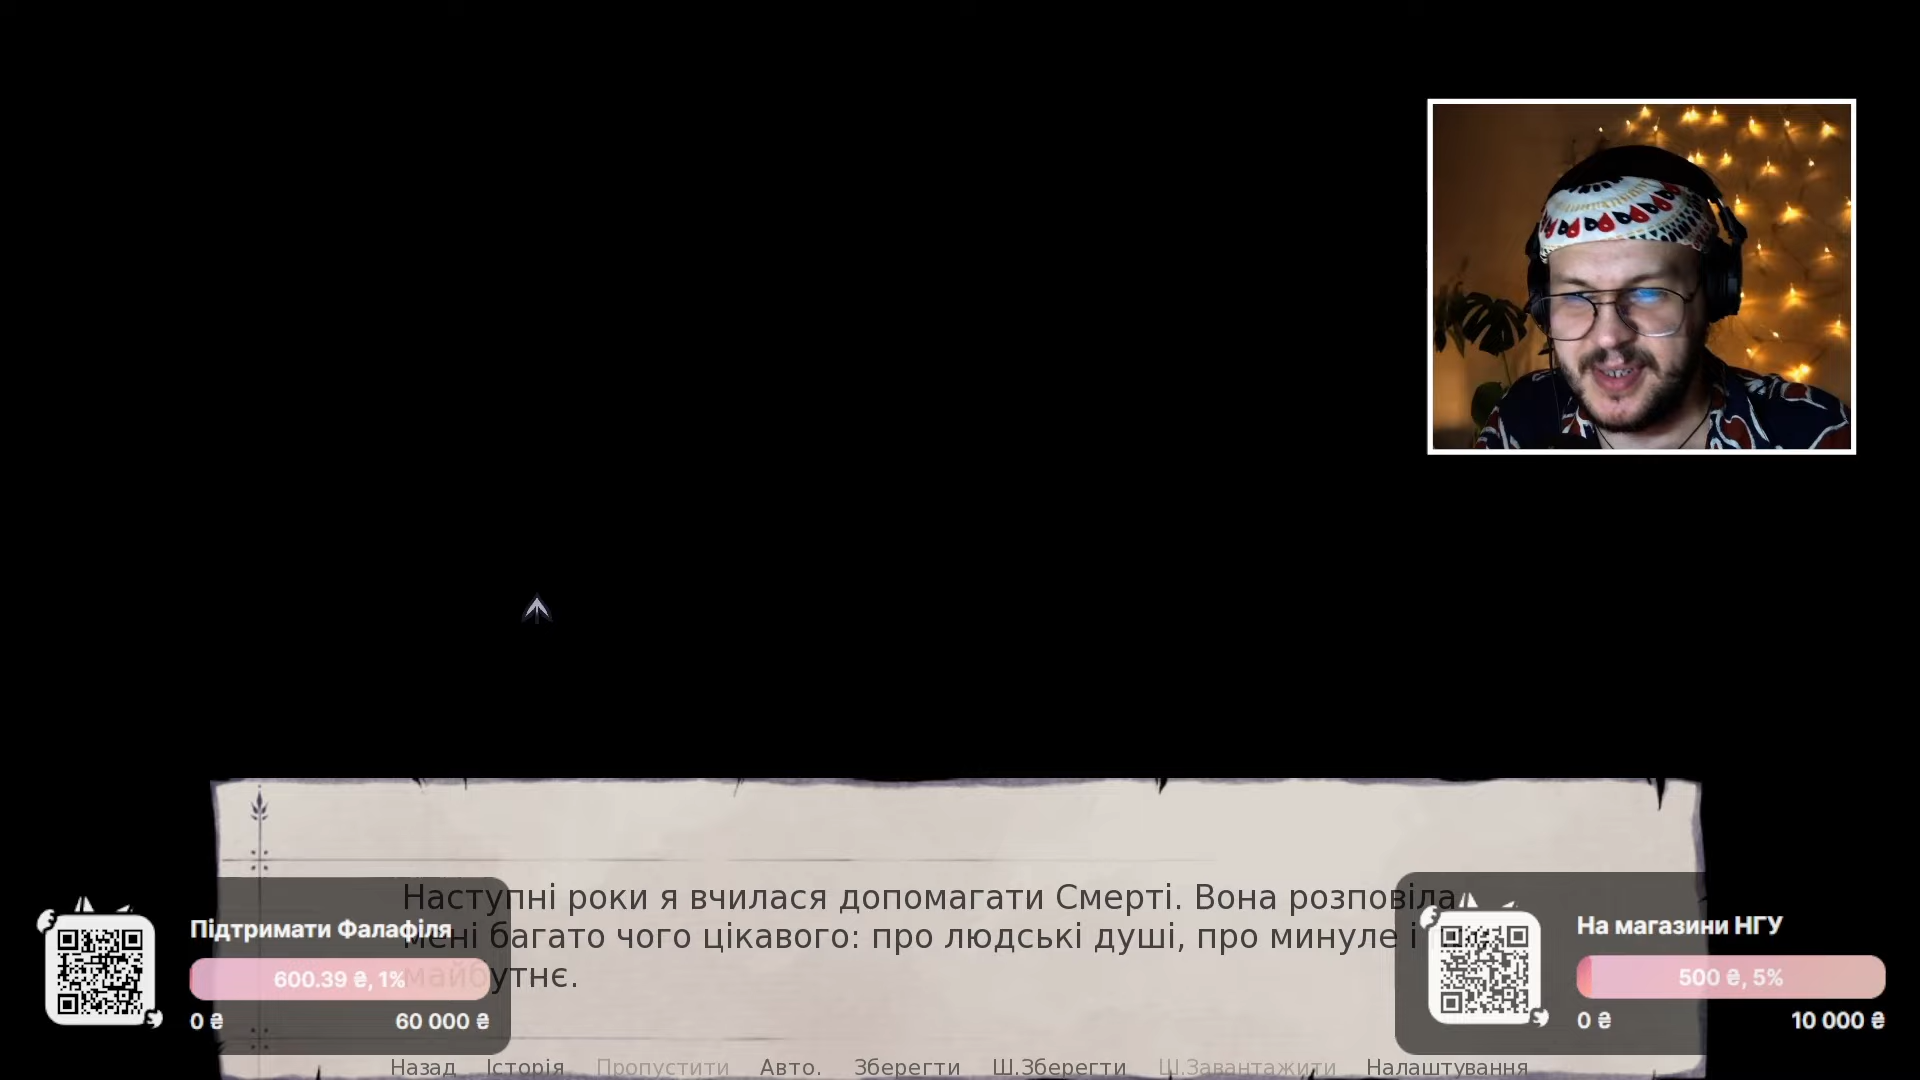 Наступні роки я вчилася допомагати Смерті. Вона розповіла
мені багато чого цікавого: про людські душі, про минуле і
майбутнє.
Підтримати Фалафіля
600.39 ₴, 1%
0 ₴ 60 000 ₴
На магазини НГУ
500 ₴, 5%
0 ₴ 10 000 ₴
Назад Історія Пропустити Авто. Зберегти Ш.Зберегти Ш.Завантажити Налаштування